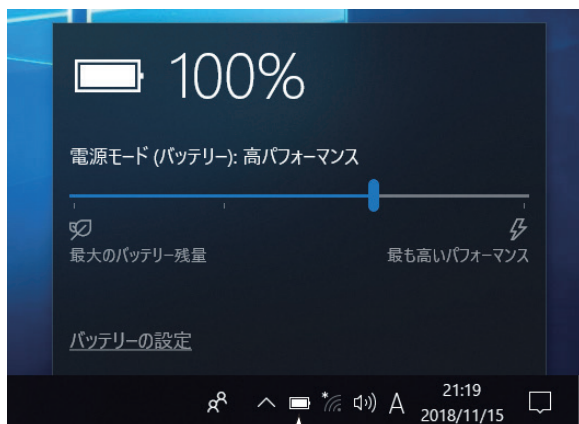 100%
電源モード (バッテリー): 高パフォーマンス
最大のバッテリー残量
最も高いパフォーマンス
バッテリーの設定
A
21:19
2018/11/15